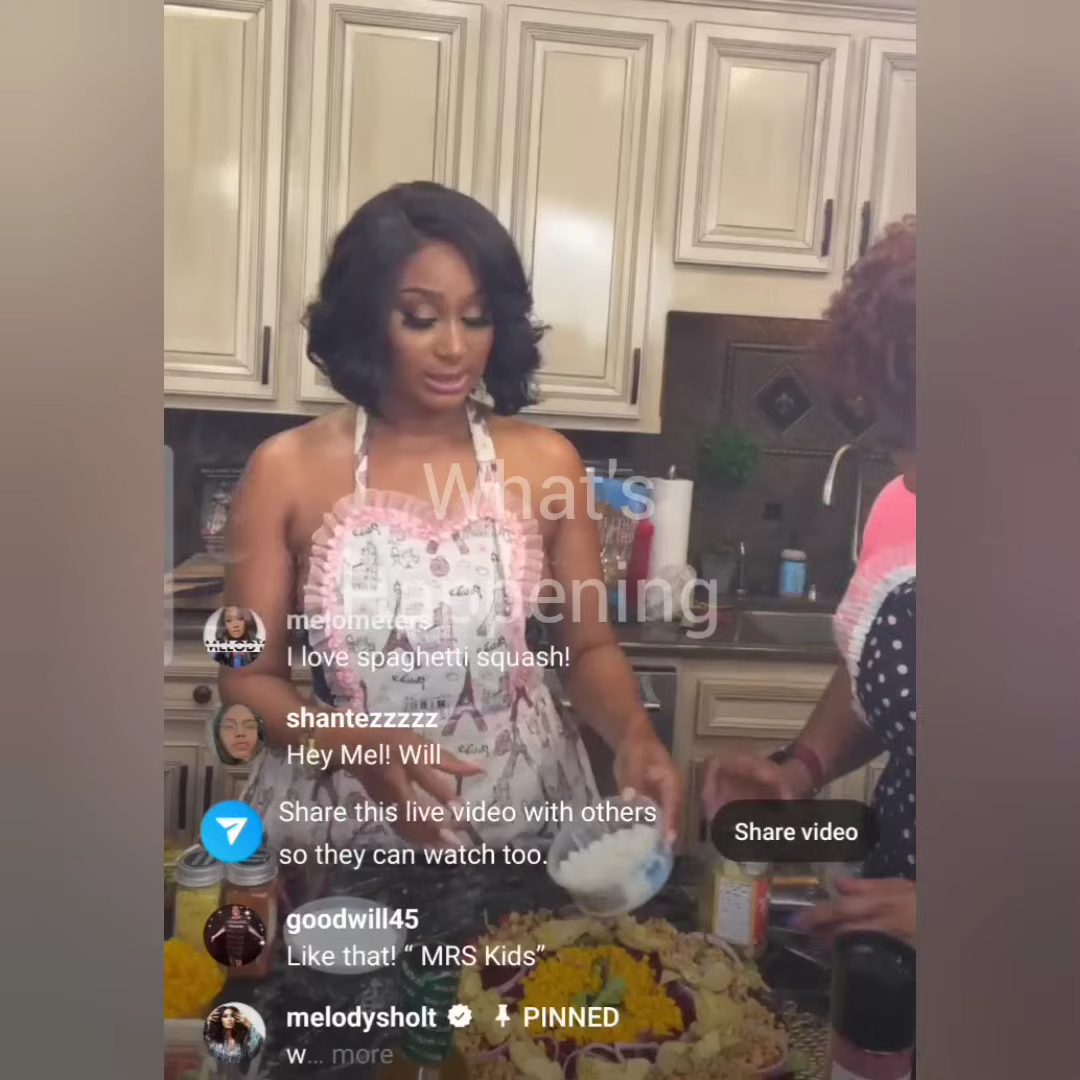 What's
Happening
melometers
I love spaghetti squash!
shantezzzzz
Hey Mel! Will
Share this live video with others
so they can watch too.
Share video
goodwill45
Like that! “ MRS Kids”
melodysholt PINNED
w... more